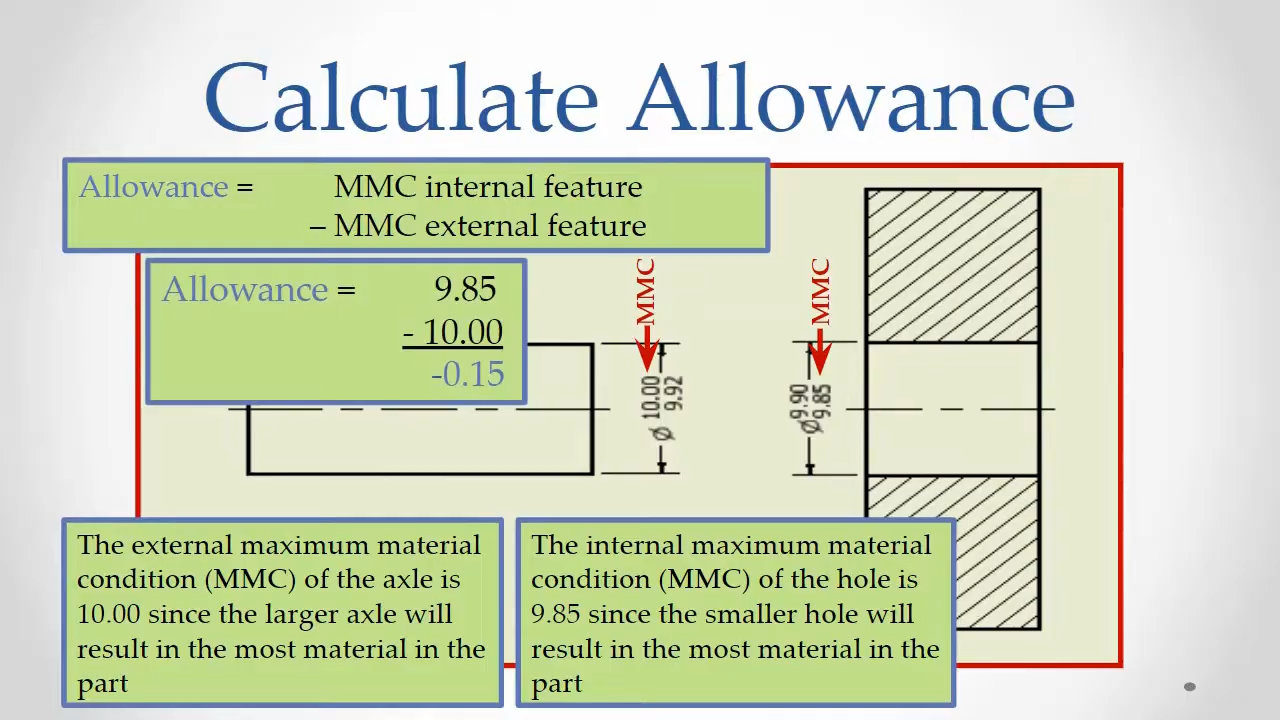 Calculate Allowance
Allowance = MMC internal feature
– MMC external feature
Allowance = 9.85
- 10.00
-0.15
MMC
MMC
Ø 10.00
9.92
Ø9.90
9.85
The external maximum material
condition (MMC) of the axle is
10.00 since the larger axle will
result in the most material in the
part
The internal maximum material
condition (MMC) of the hole is
9.85 since the smaller hole will
result in the most material in the
part